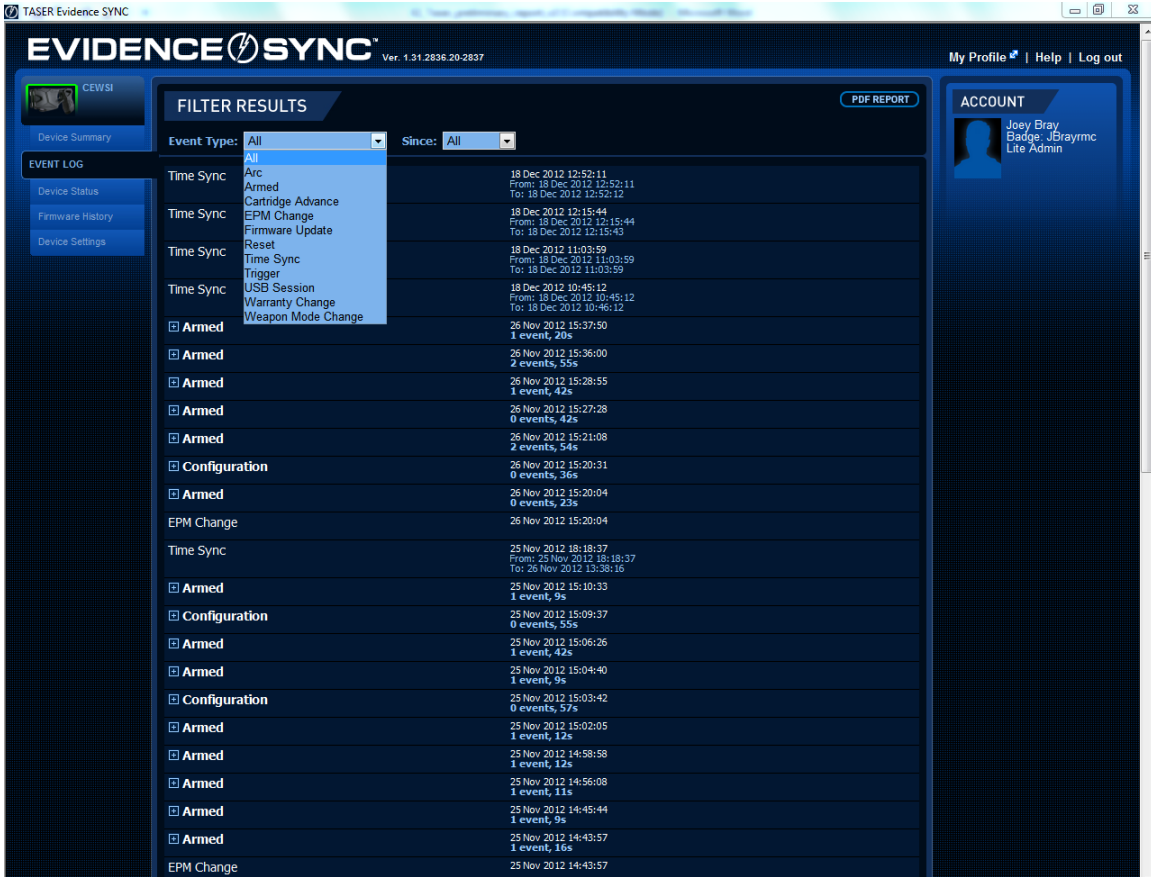 TASER Evidence SYNC
EVIDENCE SYNC™ Ver. 1.31.2836.20-2837
My Profile | Help | Log out
CEWSI
Device Summary
EVENT LOG
Device Status
Firmware History
Device Settings
FILTER RESULTS
PDF REPORT
Event Type: All Since: All
All
Arc
Armed
Cartridge Advance
EPM Change
Firmware Update
Reset
Time Sync
Trigger
USB Session
Warranty Change
Weapon Mode Change
Time Sync 18 Dec 2012 12:52:11
From: 18 Dec 2012 12:52:11
To: 18 Dec 2012 12:52:12
Time Sync 18 Dec 2012 12:15:44
From: 18 Dec 2012 12:15:44
To: 18 Dec 2012 12:15:43
Time Sync 18 Dec 2012 11:03:59
From: 18 Dec 2012 11:03:59
To: 18 Dec 2012 11:03:59
Time Sync 18 Dec 2012 10:45:12
From: 18 Dec 2012 10:45:12
To: 18 Dec 2012 10:46:12
Armed 26 Nov 2012 15:37:50
1 event, 20s
Armed 26 Nov 2012 15:36:00
2 events, 55s
Armed 26 Nov 2012 15:28:55
1 event, 42s
Armed 26 Nov 2012 15:27:28
0 events, 42s
Armed 26 Nov 2012 15:21:08
2 events, 54s
Configuration 26 Nov 2012 15:20:31
0 events, 36s
Armed 26 Nov 2012 15:20:04
0 events, 23s
EPM Change 26 Nov 2012 15:20:04
Time Sync 25 Nov 2012 18:18:37
From: 25 Nov 2012 18:18:37
To: 26 Nov 2012 13:38:16
Armed 25 Nov 2012 15:10:33
1 event, 9s
Configuration 25 Nov 2012 15:09:37
0 events, 55s
Armed 25 Nov 2012 15:06:26
1 event, 42s
Armed 25 Nov 2012 15:04:40
1 event, 9s
Configuration 25 Nov 2012 15:03:42
0 events, 57s
Armed 25 Nov 2012 15:02:05
1 event, 12s
Armed 25 Nov 2012 14:58:58
1 event, 12s
Armed 25 Nov 2012 14:56:08
1 event, 11s
Armed 25 Nov 2012 14:45:44
1 event, 9s
Armed 25 Nov 2012 14:43:57
1 event, 16s
EPM Change 25 Nov 2012 14:43:57
ACCOUNT
Joey Bray
Badge: JBrayrmc
Lite Admin